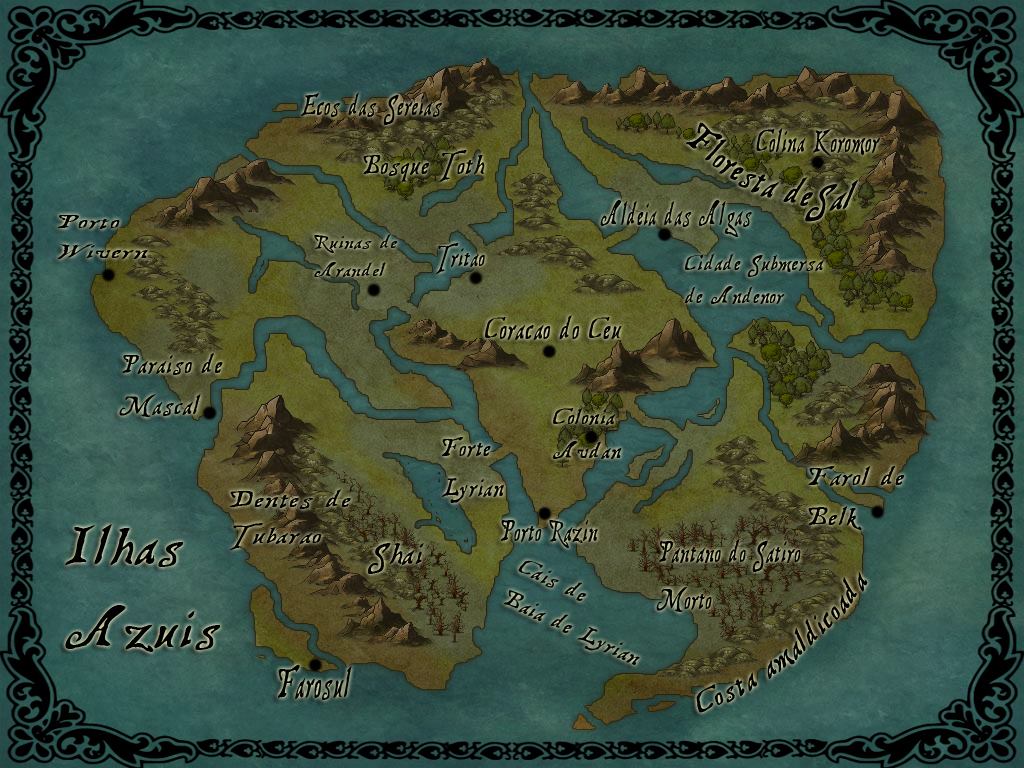 Ecos das Serelas
Bosque Toth
Colina Koromor
Floresta de Sal
Porto
Wivern
Ruinas de
Arandel
Tritao
Aldeia das Algas
Cidade Submersa
de Andenor
Coracao do Ceu
Paraiso de
Mascal
Colonia
Audan
Forte
Lyrian
Farol de
Belk
Dentes de
Tubarao
Shai
Porto Razin
Pantano do Satiro
Morto
Cais de
Baia de Lyrian
Costa amaldicoada
Ilhas
Azuis
Farosul